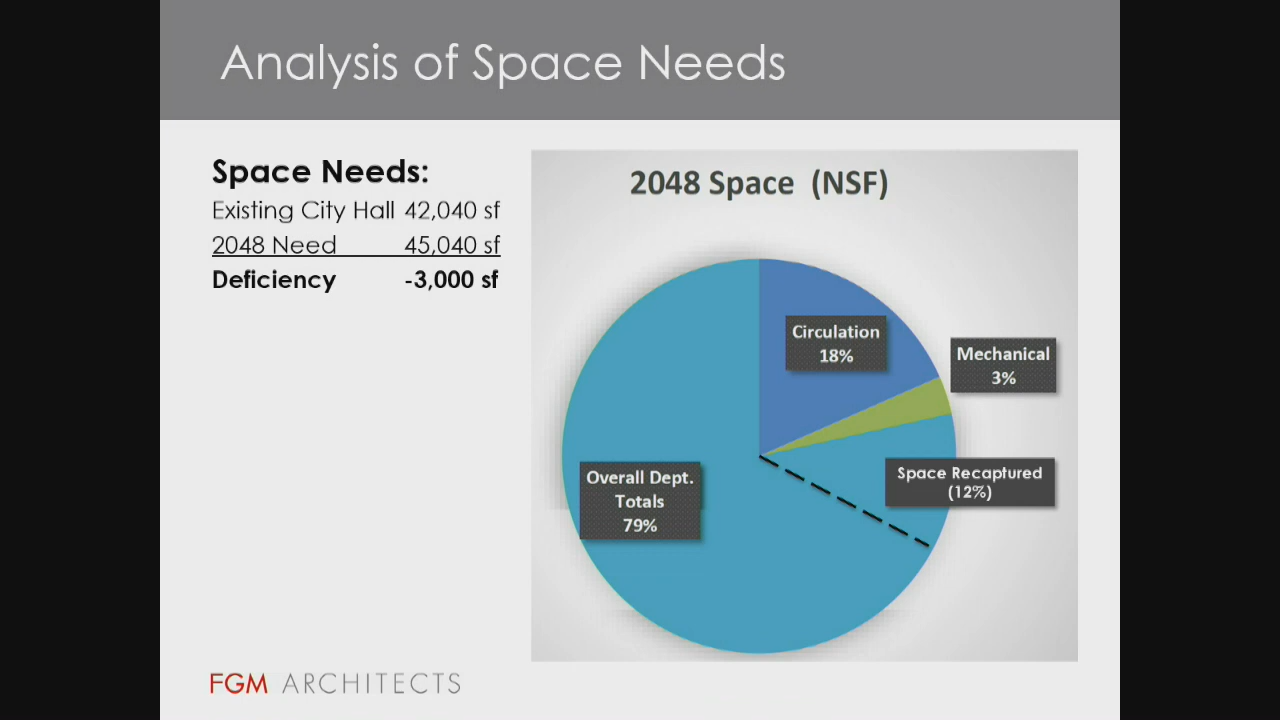 Analysis of Space Needs
Space Needs:
Existing City Hall 42,040 sf
2048 Need 45,040 sf
Deficiency -3,000 sf
2048 Space (NSF)
Circulation
18%
Mechanical
3%
Space Recaptured
(12%)
Overall Dept.
Totals
79%
FGM ARCHITECTS